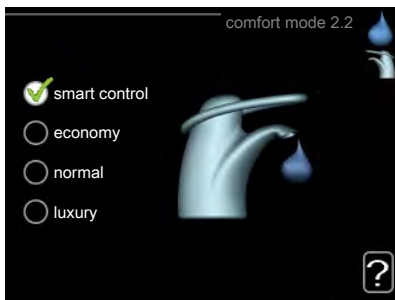 comfort mode 2.2
smart control
economy
normal
luxury
?